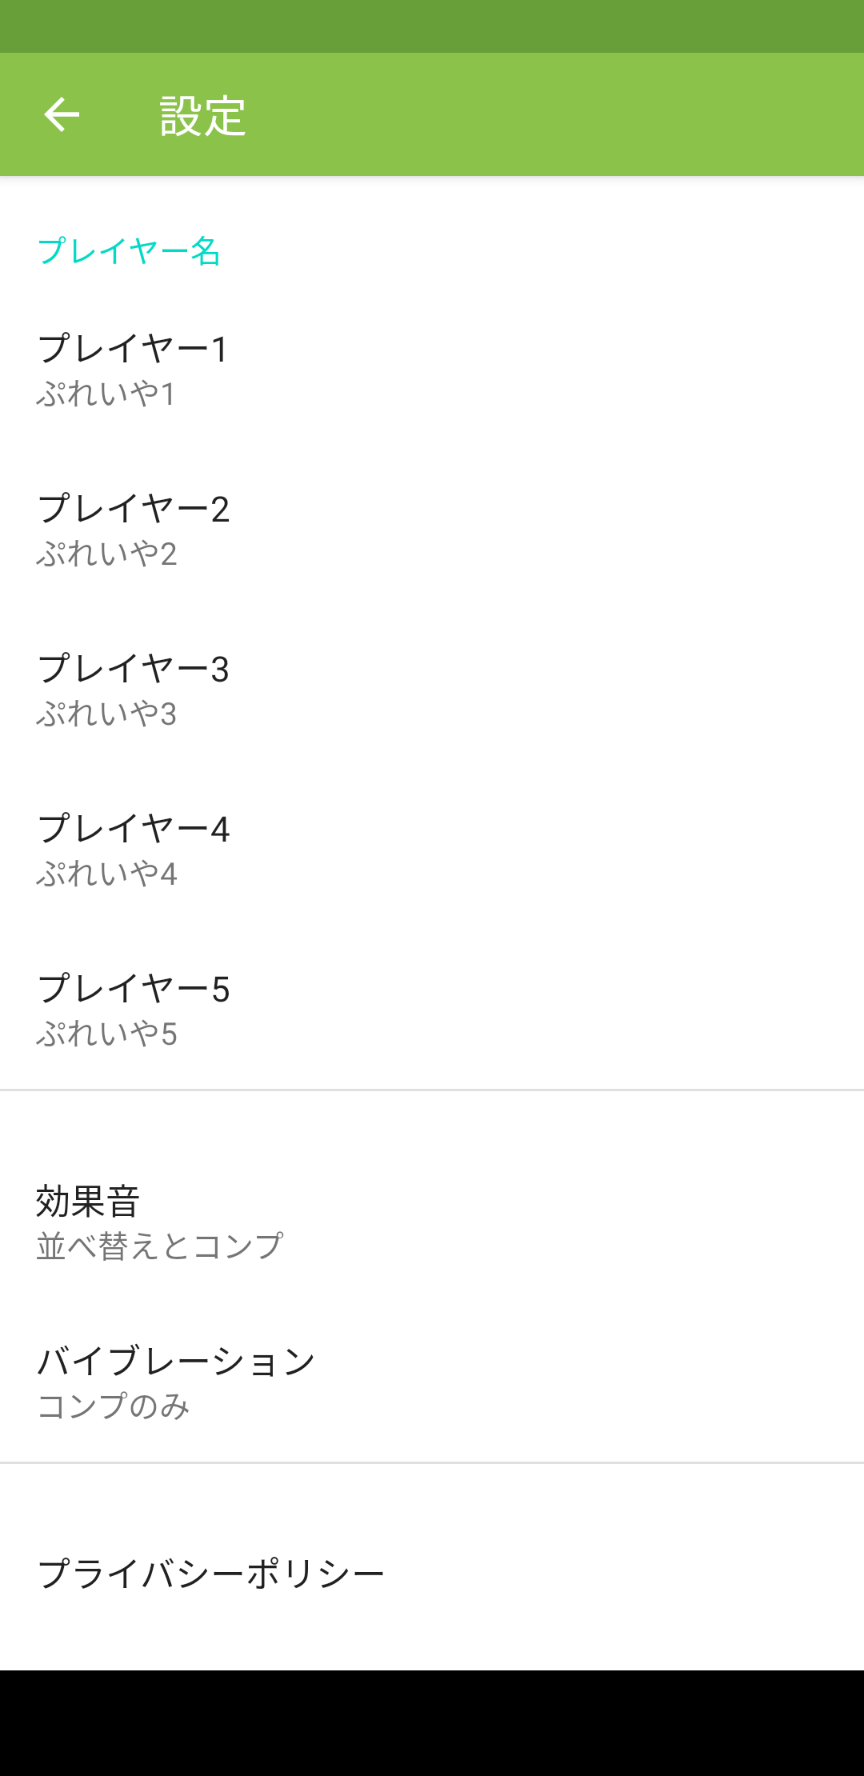 設定
プレイヤー名
プレイヤー1
ぷれいや1
プレイヤー2
ぷれいや2
プレイヤー3
ぷれいや3
プレイヤー4
ぷれいや4
プレイヤー5
ぷれいや5
効果音
並べ替えとコンプ
バイブレーション
コンプのみ
プライバシーポリシー